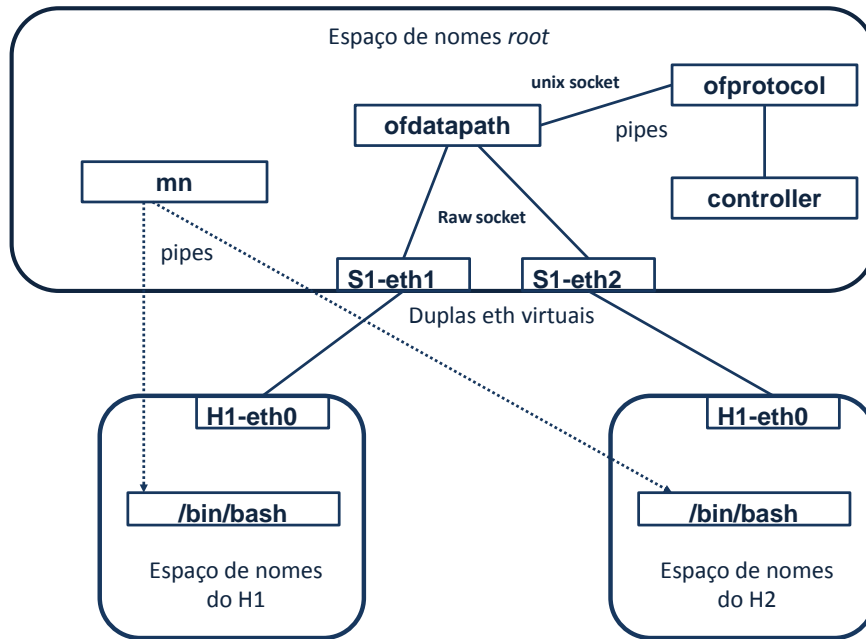 Espaço de nomes root
unix socket
ofprotocol
ofdatapath
pipes
mn
controller
Raw socket
pipes
S1-eth1
S1-eth2
Duplas eth virtuais
H1-eth0
H1-eth0
/bin/bash
/bin/bash
Espaço de nomes
do H1
Espaço de nomes
do H2